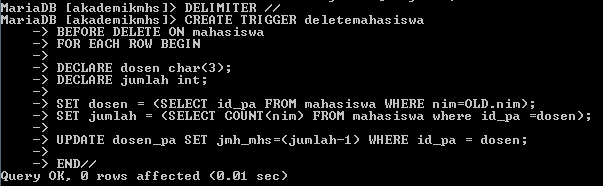 MariaDB [akademikmhs]> DELIMITER //
MariaDB [akademikmhs]> CREATE TRIGGER deletemahasiswa
    -> BEFORE DELETE ON mahasiswa
    -> FOR EACH ROW BEGIN
    ->
    -> DECLARE dosen char(3);
    -> DECLARE jumlah int;
    ->
    -> SET dosen = (SELECT id_pa FROM mahasiswa WHERE nim=OLD.nim);
    -> SET jumlah = (SELECT COUNT(nim) FROM mahasiswa where id_pa =dosen);
    ->
    -> UPDATE dosen_pa SET jmh_mhs=(jumlah-1) WHERE id_pa = dosen;
    ->
    -> END//
Query OK, 0 rows affected (0.01 sec)